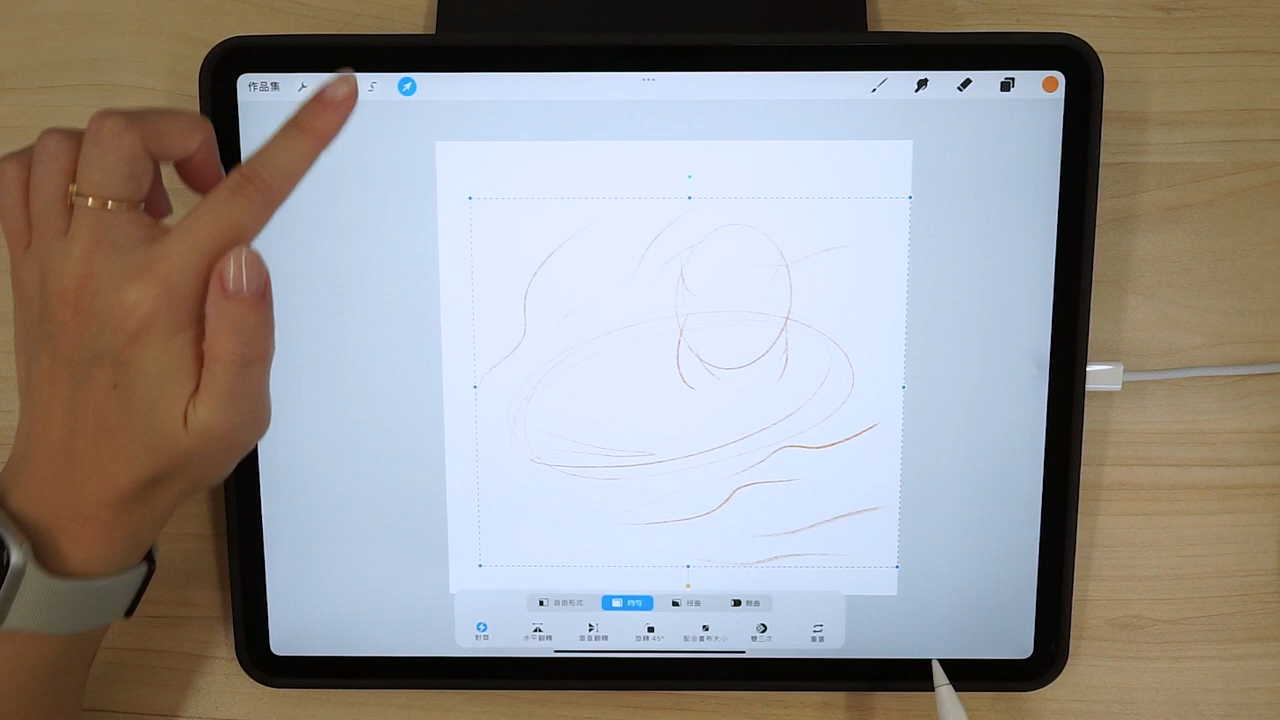 作品集
自由形式 均勻 扭曲 翹曲
對齊 水平翻轉 垂直翻轉 旋轉 45° 配合畫布大小 雙三次 重置